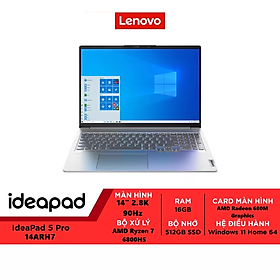 Lenovo
ideapad
IdeaPad 5 Pro
14ARH7
MÀN HÌNH
14" 2.8K
90Hz
BỘ XỬ LÝ
AMD Ryzen 7
6800HS
RAM
16GB
BỘ NHỚ
512GB SSD
CARD MÀN HÌNH
AMD Radeon 680M
Graphics
HỆ ĐIỀU HÀNH
Windows 11 Home 64